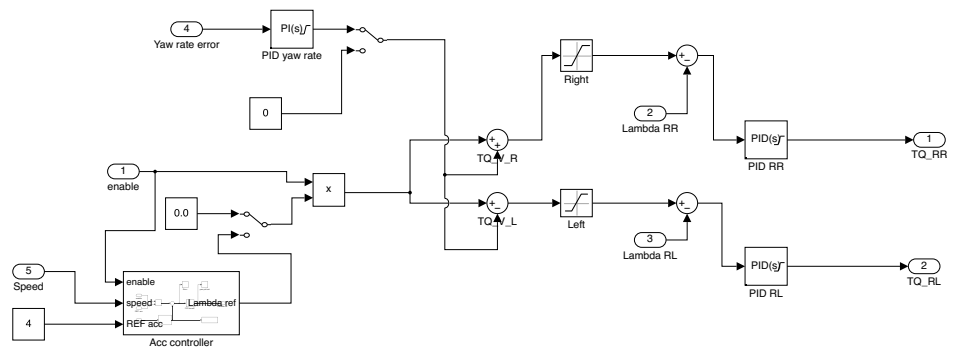 4
Yaw rate error
PI(s)
PID yaw rate
0
Right
+
−
2
Lambda RR
PID(s)
PID RR
1
TQ_RR
+
+
TQ_V_R
1
enable
x
0.0
+
−
TQ_V_L
Left
+
−
3
Lambda RL
PID(s)
PID RL
2
TQ_RL
5
Speed
4
enable
speed
REF acc
Lambda ref
Acc controller